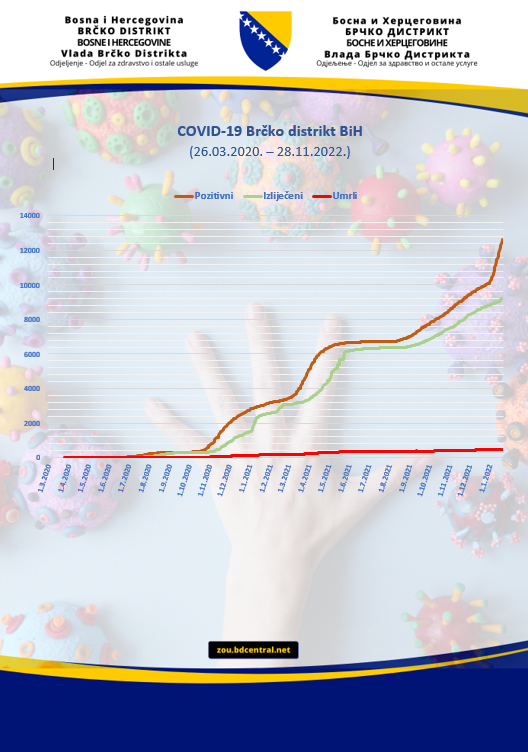 Bosna i Hercegovina
BRČKO DISTRIKT
BOSNE I HERCEGOVINE
Vlada Brčko Distrikta
Odjeljenje - Odjel za zdravstvo i ostale usluge
Босна и Херцеговина
БРЧКО ДИСТРИКТ
БОСНЕ И ХЕРЦЕГОВИНЕ
Влада Брчко Дистрикта
Одјељење - Одјел за здравство и остале услуге
COVID-19 Brčko distrikt BiH
(26.03.2020. – 28.11.2022.)
Pozitivni Izliječeni Umrli
14000
12000
10000
8000
6000
4000
2000
0
1.3.2020 1.4.2020 1.5.2020 1.6.2020 1.7.2020 1.8.2020 1.9.2020 1.10.2020 1.11.2020 1.12.2020 1.1.2021 1.2.2021 1.3.2021 1.4.2021 1.5.2021 1.6.2021 1.7.2021 1.8.2021 1.9.2021 1.10.2021 1.11.2021 1.12.2021 1.1.2022
zou.bdcentral.net